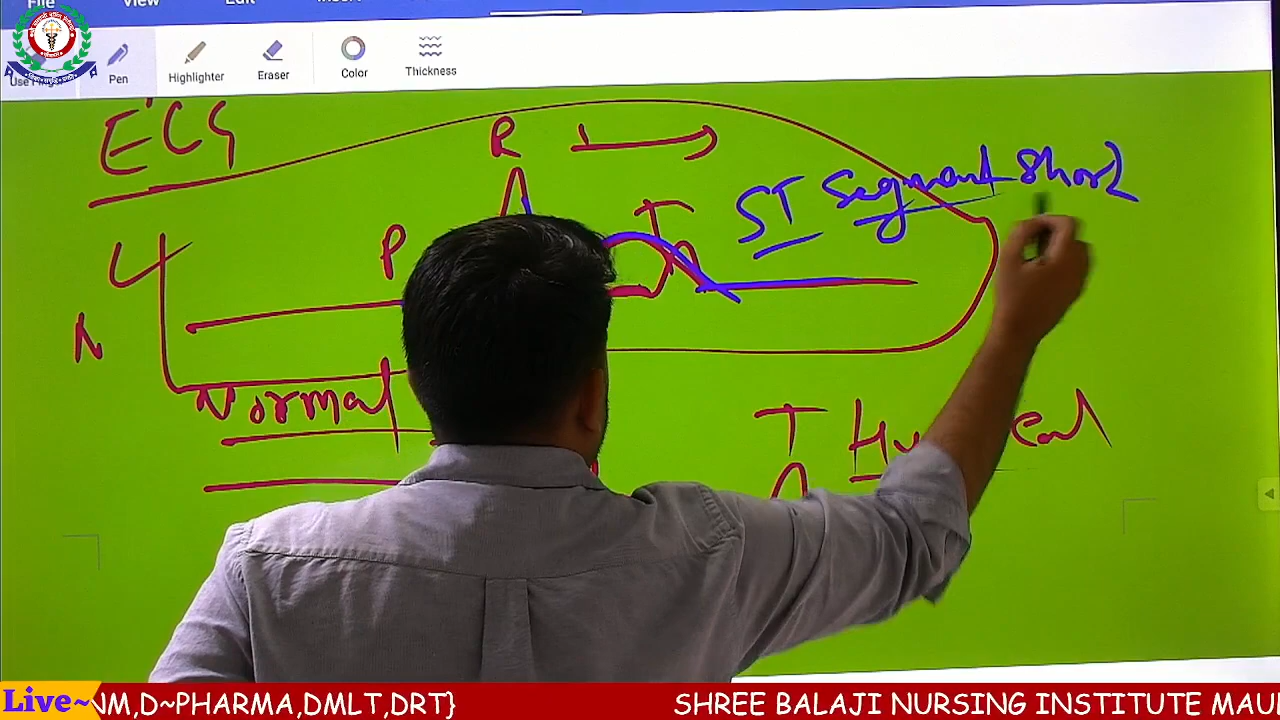 File View Edit Insert
Pen Highlighter Eraser Color Thickness
ECG
R
ST Segment Short
P
T
N
Normal
T
Live~ NM,D~PHARMA,DMLT,DRT} SHREE BALAJI NURSING INSTITUTE MAU